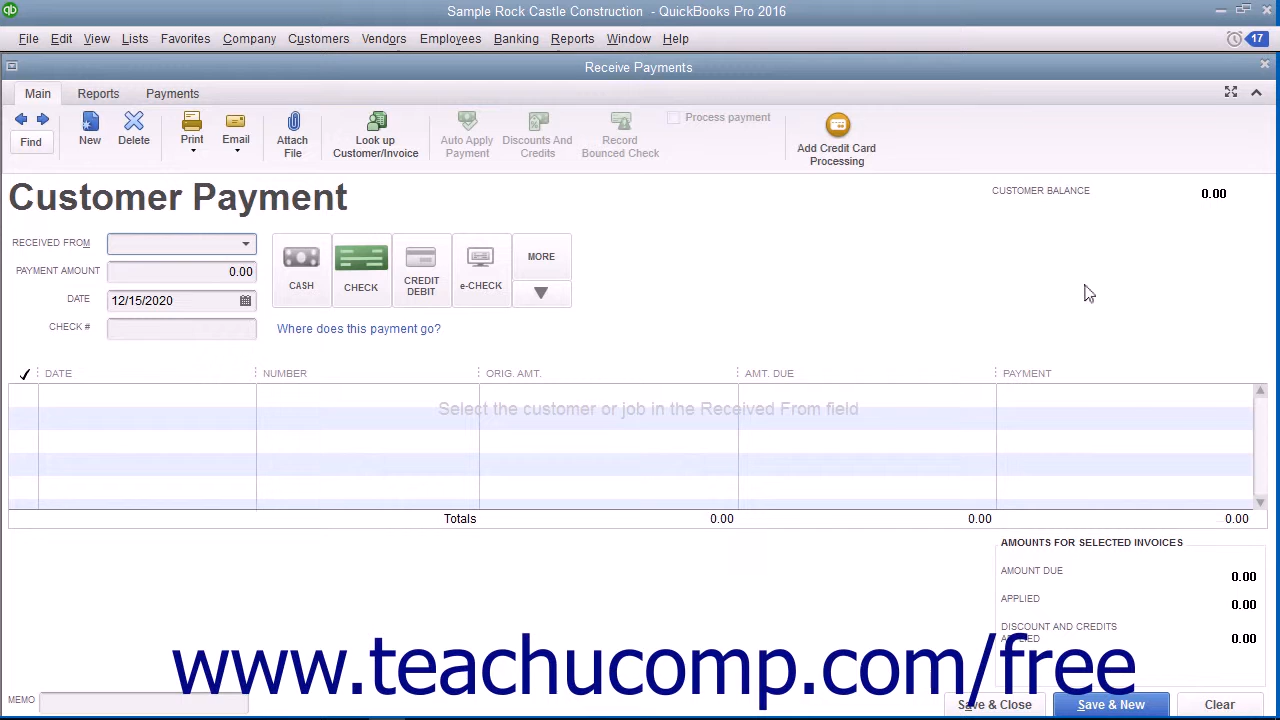 Sample Rock Castle Construction - QuickBooks Pro 2016
File Edit View Lists Favorites Company Customers Vendors Employees Banking Reports Window Help 17
Receive Payments
Main Reports Payments
Find New Delete Print Email Attach File Look up Customer/Invoice Auto Apply Payment Discounts And Credits Record Bounced Check Process payment Add Credit Card Processing
Customer Payment
CUSTOMER BALANCE 0.00
RECEIVED FROM
PAYMENT AMOUNT 0.00
DATE 12/15/2020
CHECK #
CASH CHECK CREDIT DEBIT e-CHECK MORE
Where does this payment go?
DATE NUMBER ORIG. AMT. AMT. DUE PAYMENT
Select the customer or job in the Received From field
Totals 0.00 0.00 0.00
AMOUNTS FOR SELECTED INVOICES
AMOUNT DUE 0.00
APPLIED 0.00
DISCOUNT AND CREDITS
APPLIED 0.00
www.teachucomp.com/free
MEMO
Save & Close Save & New Clear